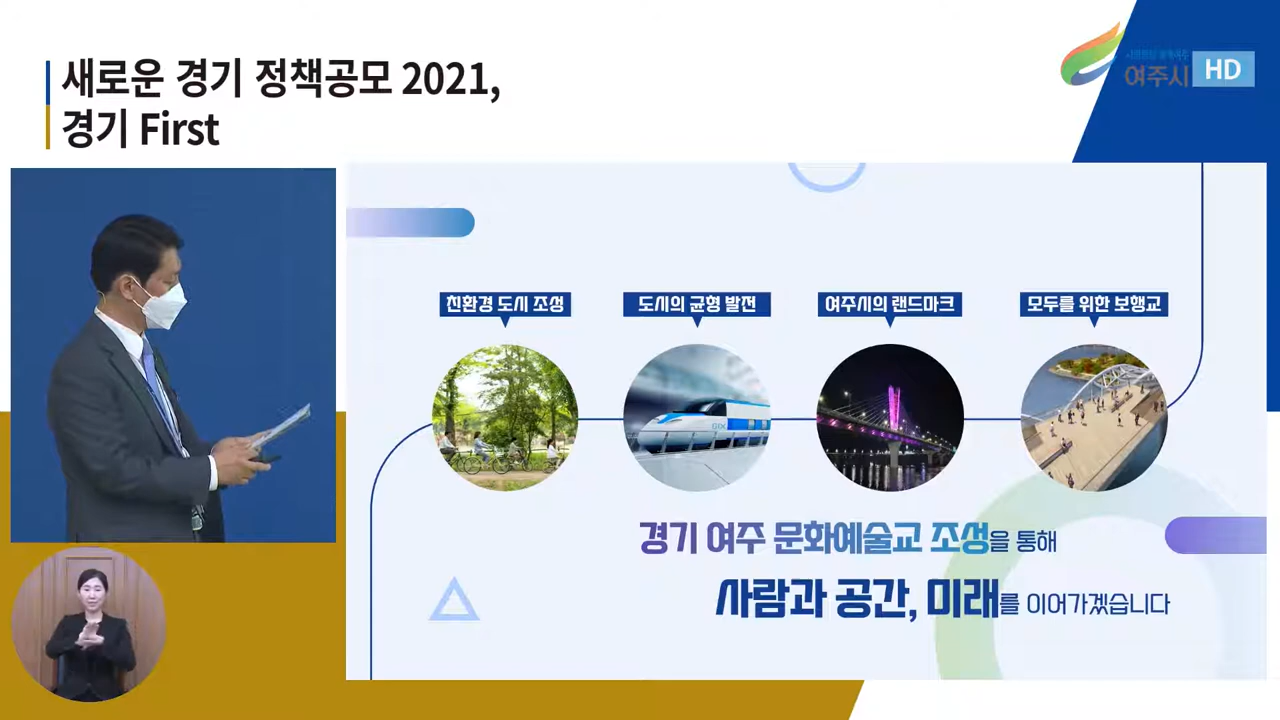 새로운 경기 정책공모 2021,
경기 First
여주시
HD
친환경 도시 조성
도시의 균형 발전
여주시의 랜드마크
모두를 위한 보행교
경기 여주 문화예술교 조성을 통해
사람과 공간, 미래를 이어가겠습니다